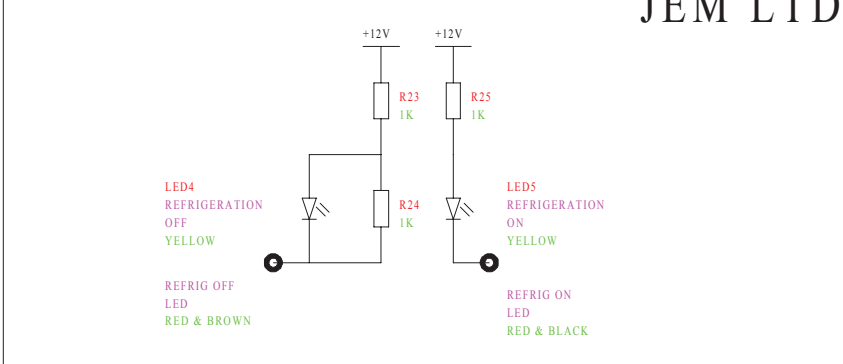 JEM LTD
+12V
+12V
R23
1K
R25
1K
LED4
REFRIGERATION
OFF
YELLOW
R24
1K
LED5
REFRIGERATION
ON
YELLOW
REFRIG OFF
LED
RED & BROWN
REFRIG ON
LED
RED & BLACK